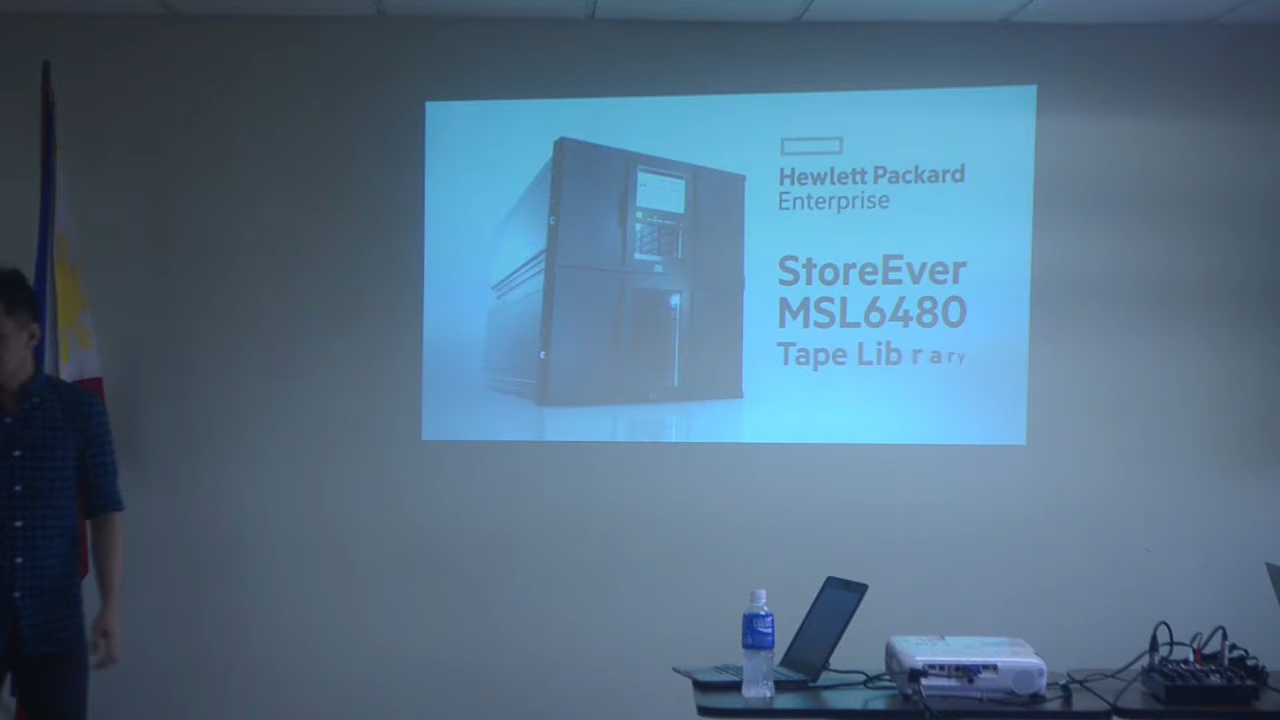 Hewlett Packard
Enterprise
StoreEver
MSL6480
Tape Library